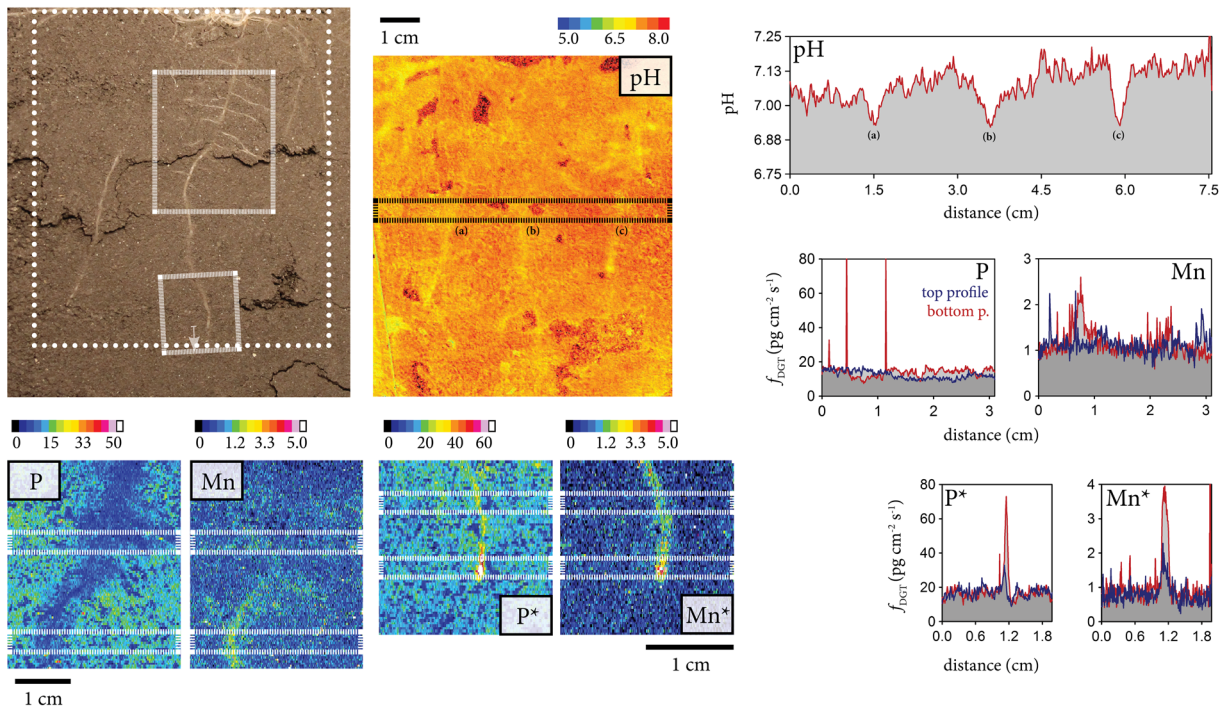 1 cm
5.0 6.5 8.0
pH
(a) (b) (c)
pH
7.25
7.13
7.00
6.88
6.75
pH
(a) (b) (c)
0.0 1.5 3.0 4.5 6.0 7.5
distance (cm)
P
top profile
bottom p.
80
60
40
20
0
fDGT (pg cm-2 s-1)
0 1 2 3
Mn
3
2
1
0
0 1 2 3
distance (cm)
0 15 33 50
P
0 1.2 3.3 5.0
Mn
0 20 40 60
P*
0 1.2 3.3 5.0
Mn*
1 cm
1 cm
P*
80
60
40
20
0
fDGT (pg cm-2 s-1)
0.0 0.6 1.2 1.8
Mn*
4
3
2
1
0
0.0 0.6 1.2 1.8
distance (cm)